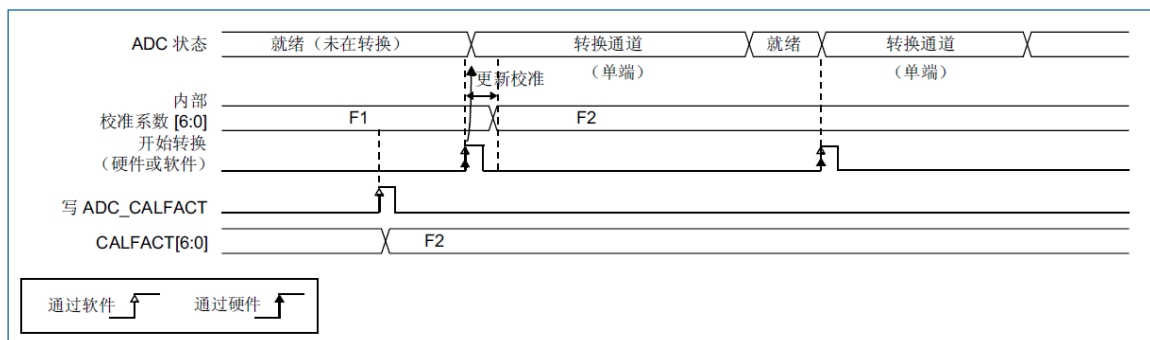 ADC 状态 就绪（未在转换） 转换通道 就绪 转换通道
（单端） （单端）
更新校准
内部
校准系数 [6:0] F1 F2
开始转换
（硬件或软件）
写 ADC_CALFACT
CALFACT[6:0] F2
通过软件 通过硬件